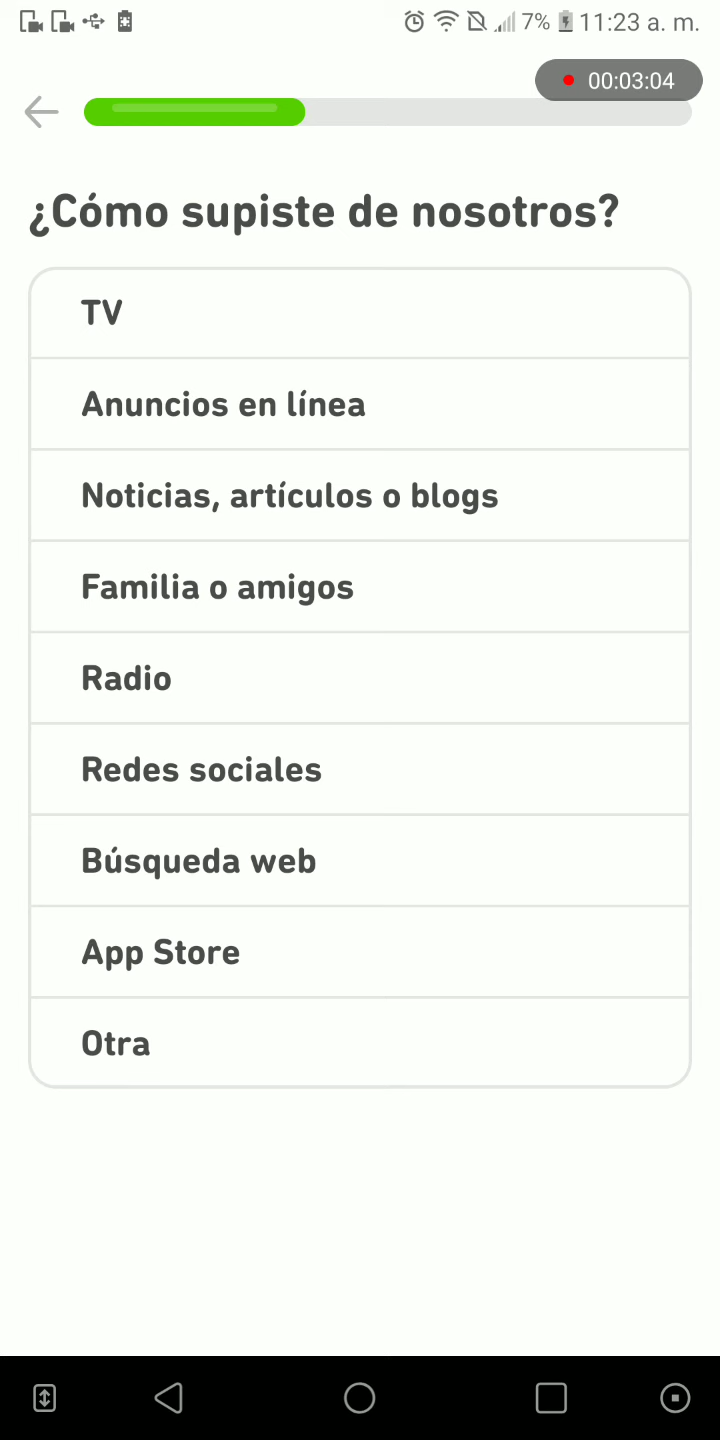 7% 11:23 a. m.
00:03:04
¿Cómo supiste de nosotros?
TV
Anuncios en línea
Noticias, artículos o blogs
Familia o amigos
Radio
Redes sociales
Búsqueda web
App Store
Otra